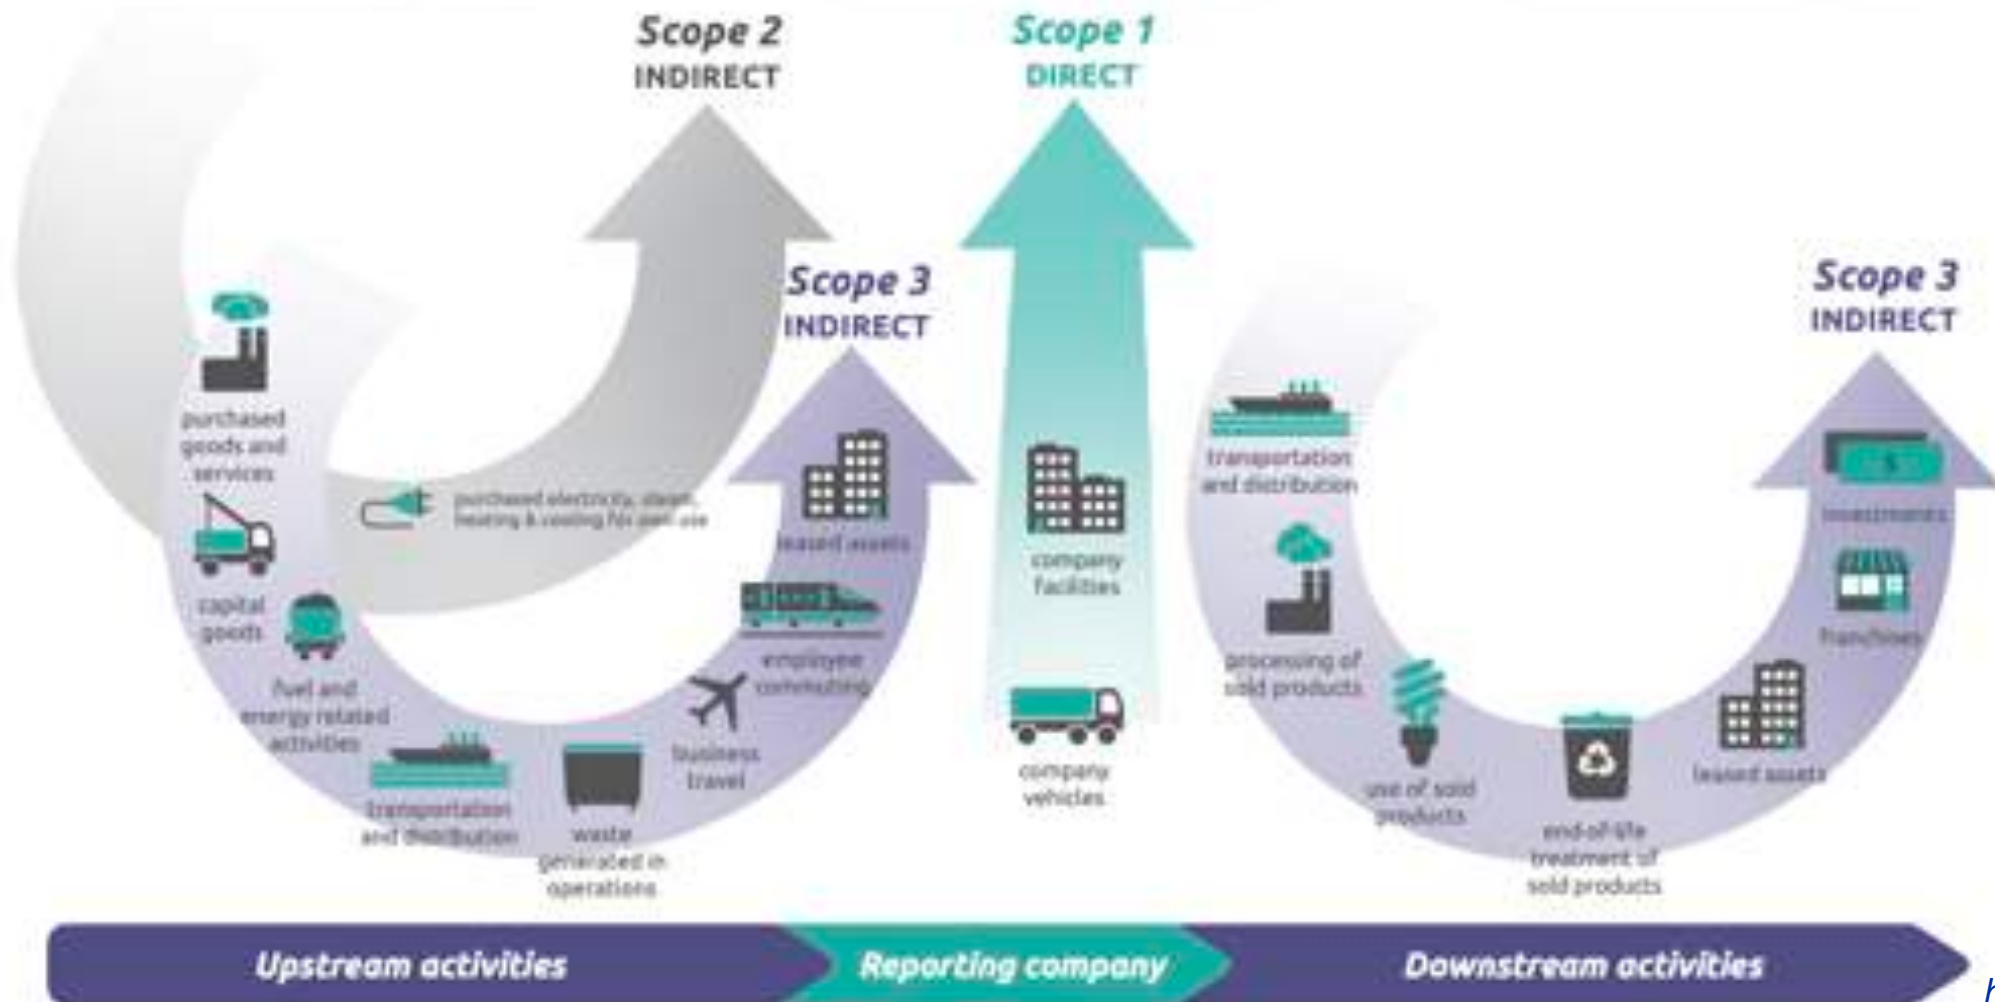 Scope 2
INDIRECT
Scope 1
DIRECT
Scope 3
INDIRECT
Scope 3
INDIRECT
purchased
goods and
services
capital
goods
fuel and
energy related
activities
transportation
and distribution
waste
generated in
operations
business
travel
employee
commuting
leased assets
purchased electricity, steam,
heating & cooling for own use
company
facilities
company
vehicles
transportation
and distribution
processing of
sold products
use of sold
products
end-of-life
treatment of
sold products
leased assets
franchises
investments
Upstream activities
Reporting company
Downstream activities